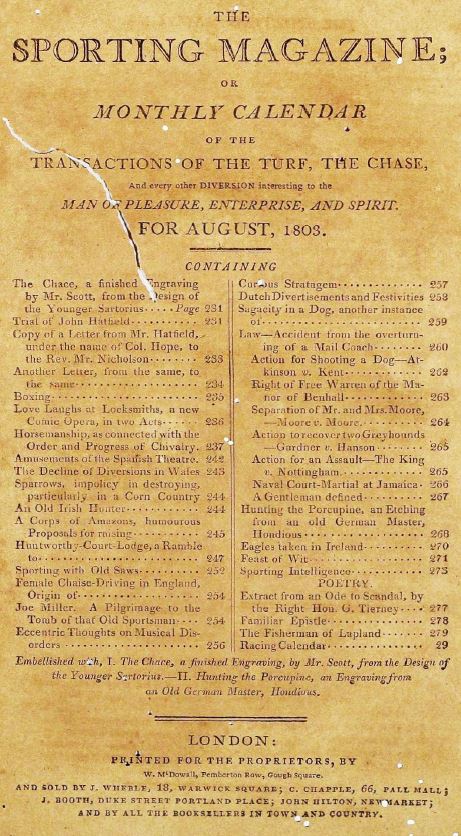 THE
SPORTING MAGAZINE;
OR
MONTHLY CALENDAR
OF THE
TRANSACTIONS OF THE TURF, THE CHASE,
And every other DIVERSION interesting to the
MAN OF PLEASURE, ENTERPRISE, AND SPIRIT.
FOR AUGUST, 1803.
CONTAINING
The Chace, a finished Engraving
by Mr. Scott, from the Design of
the Younger Sartorius Page 231
Trial of John Hatfield 231
Copy of a Letter from Mr. Hatfield,
under the name of Col. Hope, to
the Rev. Mr. Nicholson 233
Another Letter, from the same, to
the same 234
Boxing 235
Love Laughs at Locksmiths, a new
Comic Opera, in two Acts 236
Horsemanship, as connected with the
Order and Progress of Chivalry. 237
Amusements of the Spanish Theatre. 242
The Decline of Diversions in Wales 243
Sparrows, impolicy in destroying,
particularly in a Corn Country 244
An Old Irish Hunter 244
A Corps of Amazons, humourous
Proposals for raising 245
Huntworthy-Court-Lodge, a Ramble
to 247
Sporting with Old Saws 252
Female Chaise-Driving in England,
Origin of 254
Joe Miller. A Pilgrimage to the
Tomb of that Old Sportsman 254
Eccentric Thoughts on Musical Dis-
orders 256
Curious Stratagem 257
Dutch Divertisements and Festivities 258
Sagacity in a Dog, another instance
of 259
Law—Accident from the overturn-
ing of a Mail Coach 260
Action for Shooting a Dog—At-
kinson v. Kent 262
Right of Free Warren of the Ma-
nor of Benhall 263
Separation of Mr. and Mrs. Moore,
—Moore v. Moore 264
Action to recover two Greyhounds
—Gardner v. Hanson 265
Action for an Assault—The King
v. Nottingham 265
Naval Court-Martial at Jamaica 266
A Gentleman defined 267
Hunting the Porcupine, an Etching
from an old German Master,
Hondious 268
Eagles taken in Ireland 270
Feast of Wit 271
Sporting Intelligence 273
POETRY.
Extract from an Ode to Scandal, by
the Right Hon. G. Tierney 277
Familiar Epistle 278
The Fisherman of Lapland 279
Racing Calendar 29
Embellished with, I. The Chace, a finished Engraving, by Mr. Scott, from the Design of
the Younger Sartorius.—II. Hunting the Porcupine, an Engraving from
an Old German Master, Hondious.
LONDON:
PRINTED FOR THE PROPRIETORS, BY
W. McDowall, Pemberton Row, Gough Square.
AND SOLD BY J. WHEBLE, 18, WARWICK SQUARE; C. CHAPPLE, 66, PALL MALL;
J. BOOTH, DUKE STREET PORTLAND PLACE; JOHN HILTON, NEWMARKET;
AND BY ALL THE BOOKSELLERS IN TOWN AND COUNTRY.